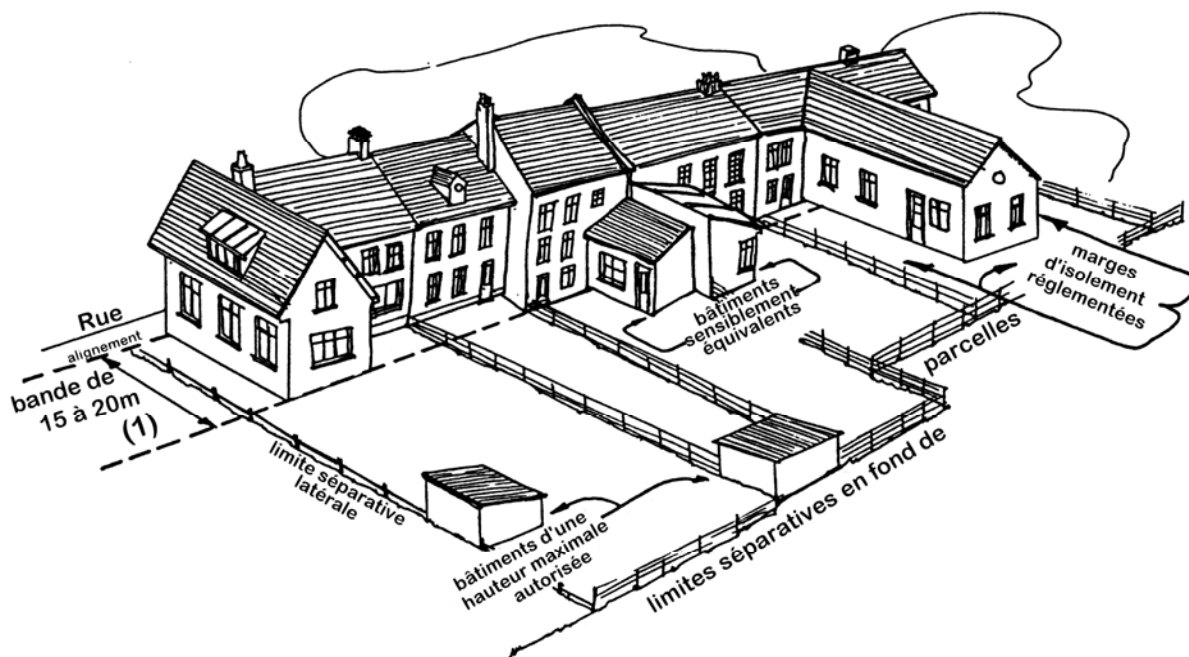 Rue
alignement
bande de
15 à 20m
(1)
limite séparative
latérale
bâtiments d'une
hauteur maximale
autorisée
limites séparatives en fond de
parcelles
bâtiments
sensiblement
équivalents
marges
d'isolement
réglementées